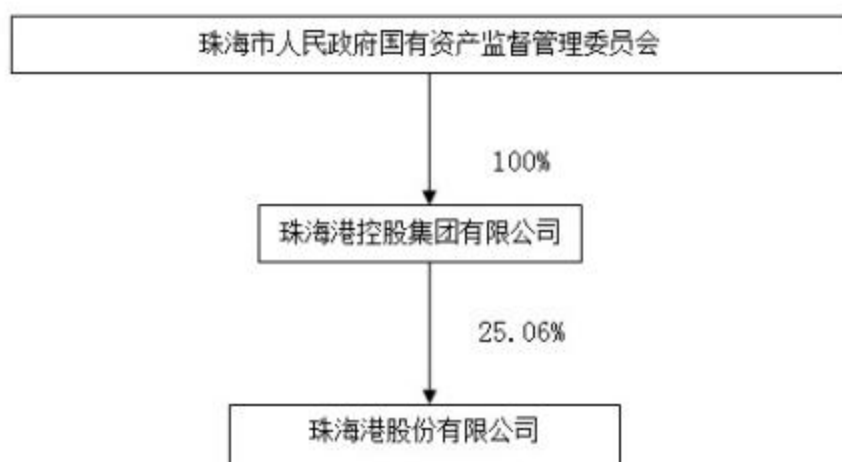 珠海市人民政府国有资产监督管理委员会
100%
珠海港控股集团有限公司
25.06%
珠海港股份有限公司